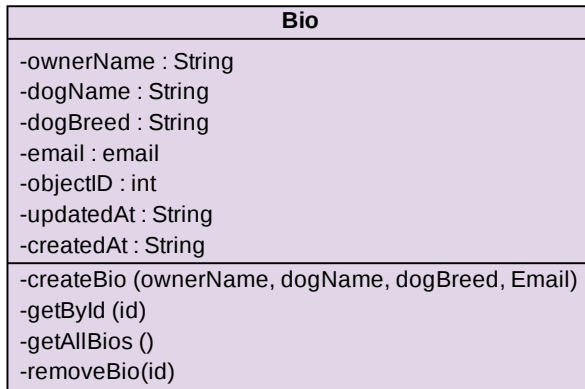 Bio
-ownerName : String
-dogName : String
-dogBreed : String
-email : email
-objectID : int
-updatedAt : String
-createdAt : String
-createBio (ownerName, dogName, dogBreed, Email)
-getById (id)
-getAllBios ()
-removeBio(id)